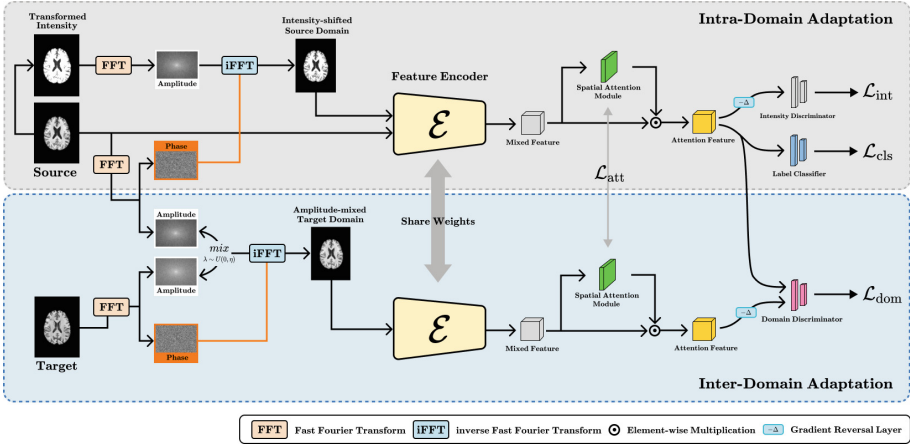 Intra-Domain Adaptation
Transformed
Intensity
FFT
Amplitude
iFFT
Intensity-shifted
Source Domain
Feature Encoder
ℰ
Mixed Feature
Spatial Attention
Module
Attention Feature
-Δ
Intensity Discriminator
ℒint
Label Classifier
ℒcls
Source
FFT
Phase
Share Weights
ℒatt
Amplitude
mix
λ ~ U(0, η)
Amplitude
iFFT
Amplitude-mixed
Target Domain
Target
FFT
Phase
ℰ
Mixed Feature
Spatial Attention
Module
Attention Feature
-Δ
Domain Discriminator
ℒdom
Inter-Domain Adaptation
FFT Fast Fourier Transform iFFT inverse Fast Fourier Transform Element-wise Multiplication -Δ Gradient Reversal Layer